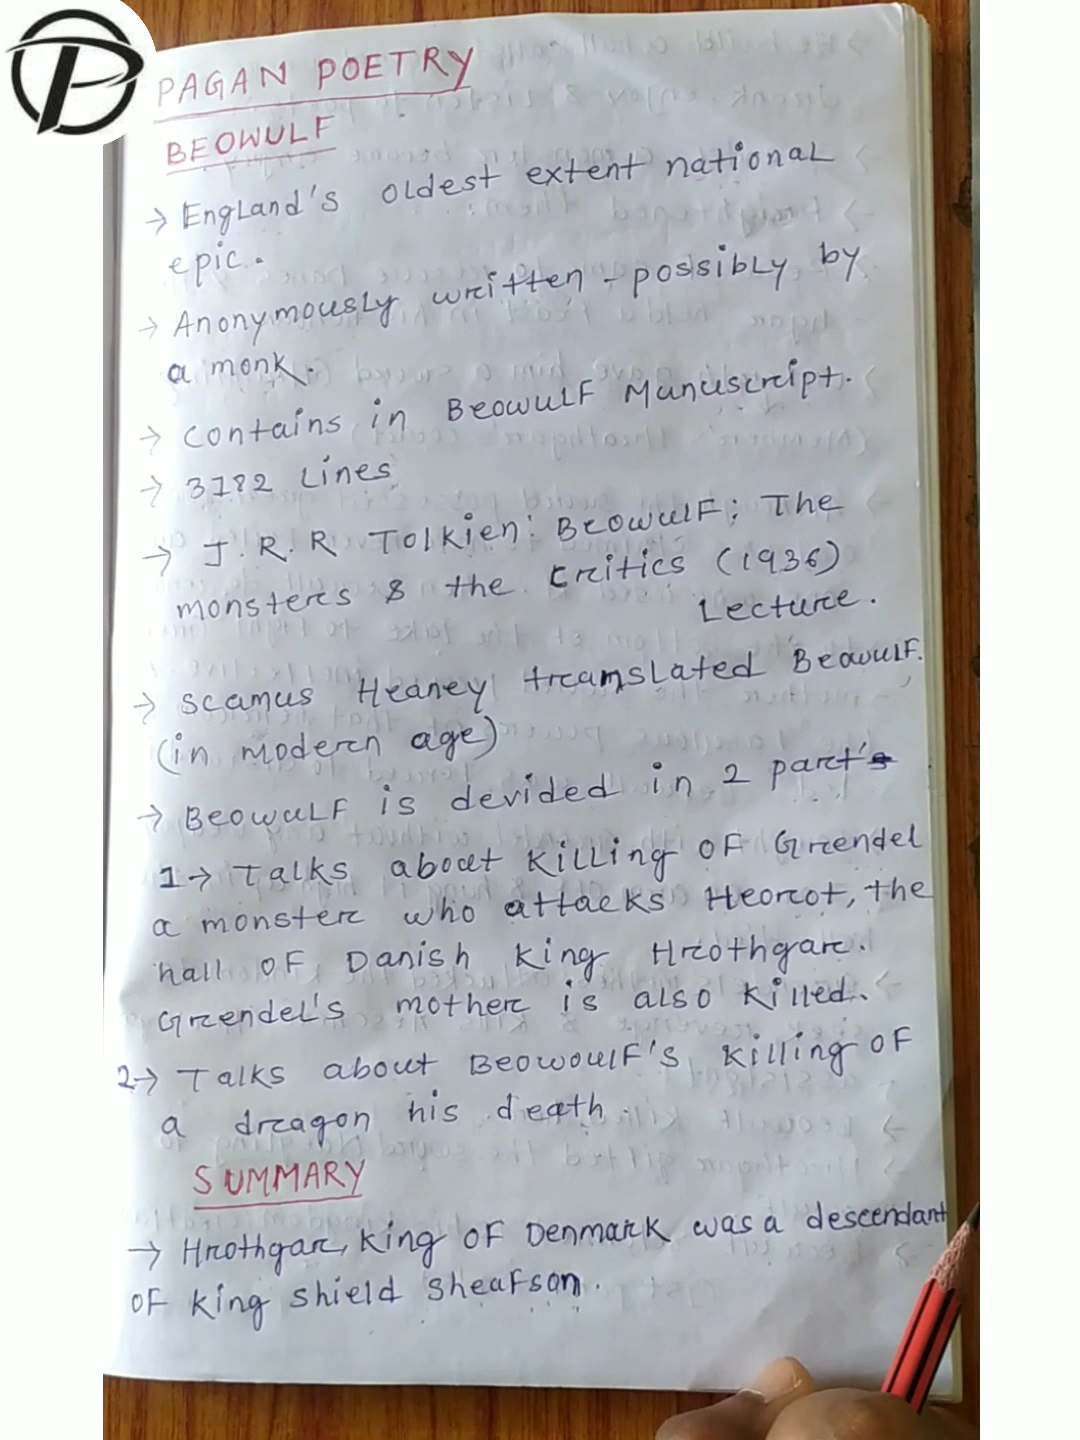 PAGAN POETRY
BEOWULF
→ England's oldest extent national
epic.
→ Anonymously written - possibly by
a monk.
→ Contains in Beowulf Manuscript.
→ 3182 Lines
→ J.R.R Tolkien: Beowulf: The
monsters & the critics (1936)
Lecture.
→ Seamus Heaney translated Beowulf.
(in modern age)
→ Beowulf is devided in 2 part's
1→ Talks about killing of Grendel
a monster who attacks Heorot, the
hall of Danish king Hrothgar.
Grendel's mother is also killed.
2→ Talks about Beowoulf's killing of
a dragon his death.
SUMMARY
→ Hrothgar, king of Denmark was a descendant
of king shield sheafson.